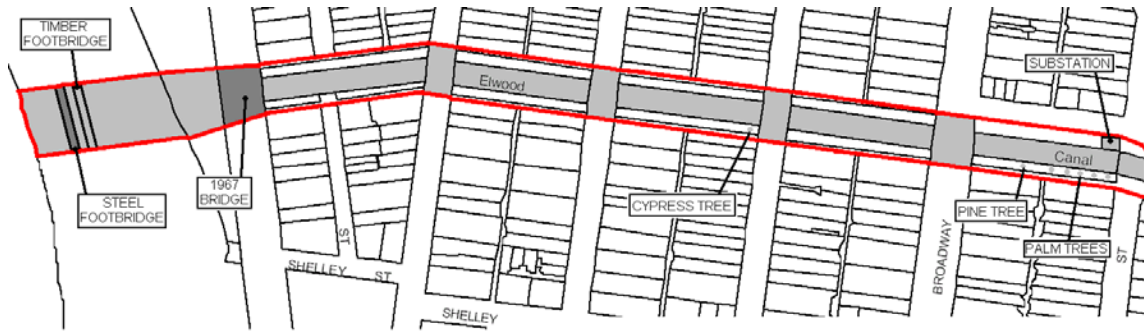 TIMBER
FOOTBRIDGE
SUBSTATION
Elwood
Canal
1967
BRIDGE
STEEL
FOOTBRIDGE
CYPRESS TREE
PINE TREE
PALM TREES
ST
SHELLEY
ST
BROADWAY
ST
SHELLEY